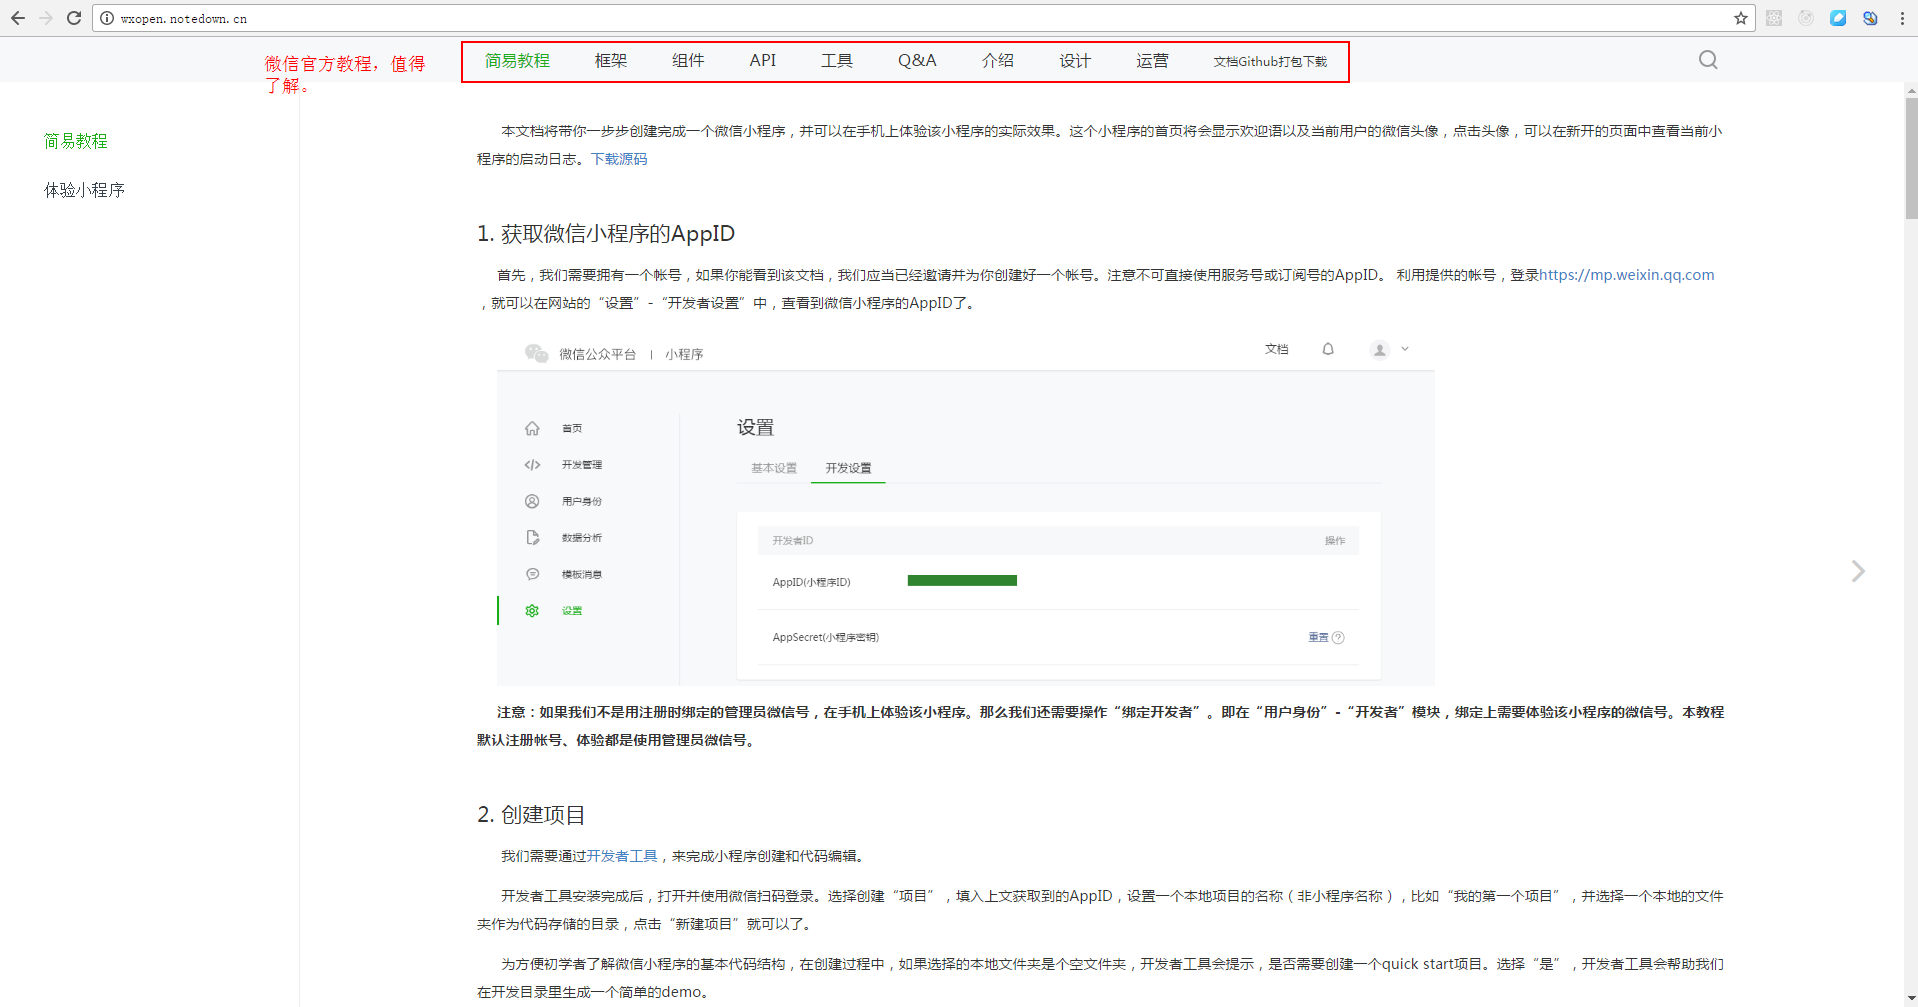 wxopen.notedown.cn
微信官方教程，值得
了解。
简易教程 框架 组件 API 工具 Q&A 介绍 设计 运营 文档Github打包下载
简易教程
体验小程序
本文档将带你一步步创建完成一个微信小程序，并可以在手机上体验该小程序的实际效果。这个小程序的首页将会显示欢迎语以及当前用户的微信头像，点击头像，可以在新开的页面中查看当前小
程序的启动日志。下载源码
1. 获取微信小程序的AppID
首先，我们需要拥有一个帐号，如果你能看到该文档，我们应当已经邀请并为你创建好一个帐号。注意不可直接使用服务号或订阅号的AppID。 利用提供的帐号，登录https://mp.weixin.qq.com
，就可以在网站的“设置”-“开发者设置”中，查看到微信小程序的AppID了。
微信公众平台 | 小程序 文档
首页
开发管理
用户身份
数据分析
模板消息
设置
设置
基本设置 开发设置
开发者ID 操作
AppID(小程序ID)
AppSecret(小程序密钥) 重置
注意：如果我们不是用注册时绑定的管理员微信号，在手机上体验该小程序。那么我们还需要操作“绑定开发者”。即在“用户身份”-“开发者”模块，绑定上需要体验该小程序的微信号。本教程
默认注册帐号、体验都是使用管理员微信号。
2. 创建项目
我们需要通过开发者工具，来完成小程序创建和代码编辑。
开发者工具安装完成后，打开并使用微信扫码登录。选择创建“项目”，填入上文获取到的AppID，设置一个本地项目的名称（非小程序名称），比如“我的第一个项目”，并选择一个本地的文件
夹作为代码存储的目录，点击“新建项目”就可以了。
为方便初学者了解微信小程序的基本代码结构，在创建过程中，如果选择的本地文件夹是个空文件夹，开发者工具会提示，是否需要创建一个quick start项目。选择“是”，开发者工具会帮助我们
在开发目录里生成一个简单的demo。